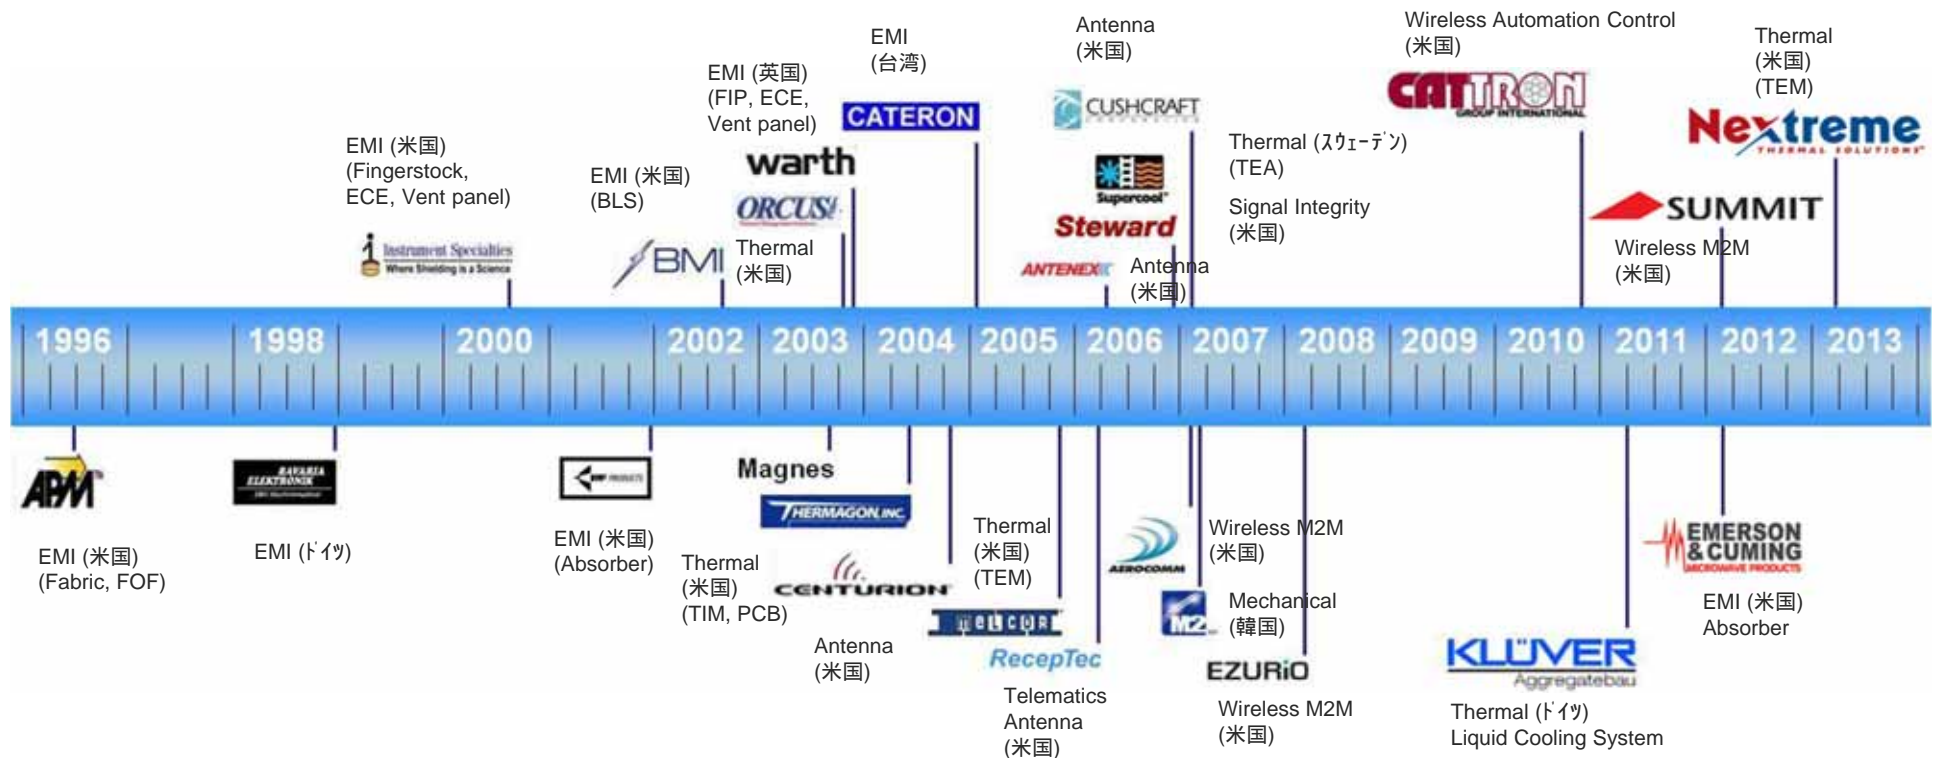 Wireless Automation Control
(米国)
Antenna
(米国)
EMI
(台湾)
Thermal
(米国)
(TEM)
EMI (英国)
(FIP, ECE,
Vent panel)
CATTRON
GROUP INTERNATIONAL
CATERON
CUSHCRAFT
CORPORATION
Nextreme
THERMAL SOLUTIONS
EMI (米国)
(Fingerstock,
ECE, Vent panel)
warth
Thermal (ｽｳｪｰﾃﾞﾝ)
(TEA)
EMI (米国)
(BLS)
Supercool
ORCUS
Signal Integrity
(米国)
SUMMIT
Steward
Instrument Specialties
Where Shielding is a Science
BMI
Thermal
(米国)
ANTENEX
Antenna
(米国)
Wireless M2M
(米国)
1996
1998
2000
2002
2003
2004
2005
2006
2007
2008
2009
2010
2011
2012
2013
APM
BAVARIA
ELEKTRONIK
PRODUCTS
Magnes
THERMAGON, INC.
EMI (米国)
(Fabric, FOF)
EMI (ﾄﾞｲﾂ)
EMI (米国)
(Absorber)
Thermal
(米国)
(TIM, PCB)
CENTURION
Thermal
(米国)
(TEM)
AEROCOMM
Wireless M2M
(米国)
EMERSON
& CUMING
MICROWAVE PRODUCTS
Antenna
(米国)
MELCOR
RecepTec
M2
Mechanical
(韓国)
EMI (米国)
Absorber
Telematics
Antenna
(米国)
EZURiO
Wireless M2M
(米国)
KLÜVER
Aggregatebau
Thermal (ﾄﾞｲﾂ)
Liquid Cooling System